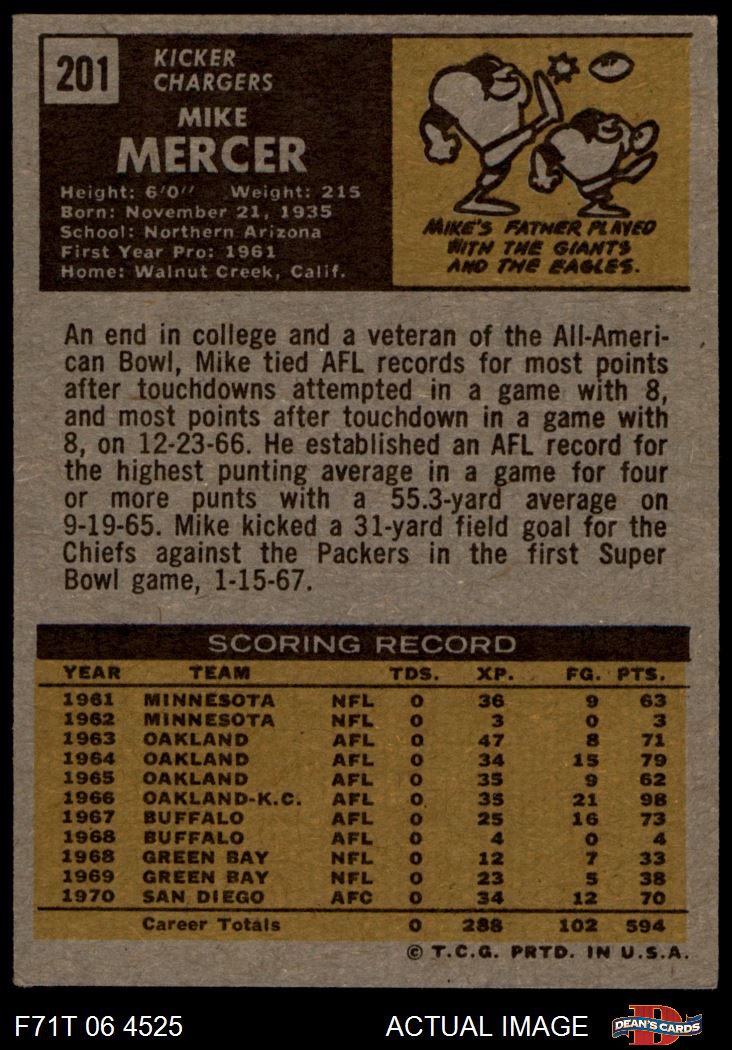 201
KICKER
CHARGERS
MIKE
MERCER
Height: 6'0" Weight: 215
Born: November 21, 1935
School: Northern Arizona
First Year Pro: 1961
Home: Walnut Creek, Calif.
MIKE'S FATHER PLAYED
WITH THE GIANTS
AND THE EAGLES.
An end in college and a veteran of the All-Ameri-
can Bowl, Mike tied AFL records for most points
after touchdowns attempted in a game with 8,
and most points after touchdown in a game with
8, on 12-23-66. He established an AFL record for
the highest punting average in a game for four
or more punts with a 55.3-yard average on
9-19-65. Mike kicked a 31-yard field goal for the
Chiefs against the Packers in the first Super
Bowl game, 1-15-67.
SCORING RECORD
YEAR TEAM TDS. XP. FG. PTS.
1961 MINNESOTA NFL 0 36 9 63
1962 MINNESOTA NFL 0 3 0 3
1963 OAKLAND AFL 0 47 8 71
1964 OAKLAND AFL 0 34 15 79
1965 OAKLAND AFL 0 35 9 62
1966 OAKLAND-K.C. AFL 0 35 21 98
1967 BUFFALO AFL 0 25 16 73
1968 BUFFALO AFL 0 4 0 4
1968 GREEN BAY NFL 0 12 7 33
1969 GREEN BAY NFL 0 23 5 38
1970 SAN DIEGO AFC 0 34 12 70
Career Totals 0 288 102 594
© T.C.G. PRTD. IN U.S.A.
F71T 06 4525 ACTUAL IMAGE DEAN'S CARDS